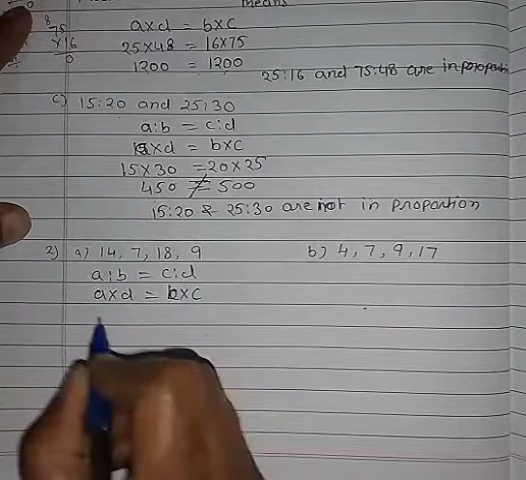 means
8
75
×16
0
a×d = b×c
25×48 = 16×75
1200 = 1200
25:16 and 75:48 are in
c) 15:20 and 25:30
a:b = c:d
a×d = b×c
15×30 = 20×25
450 ≠ 500
15:20 & 25:30 are not in proportion
2) a) 14, 7, 18, 9
b) 4, 7, 9, 17
a:b = c:d
a×d = b×c